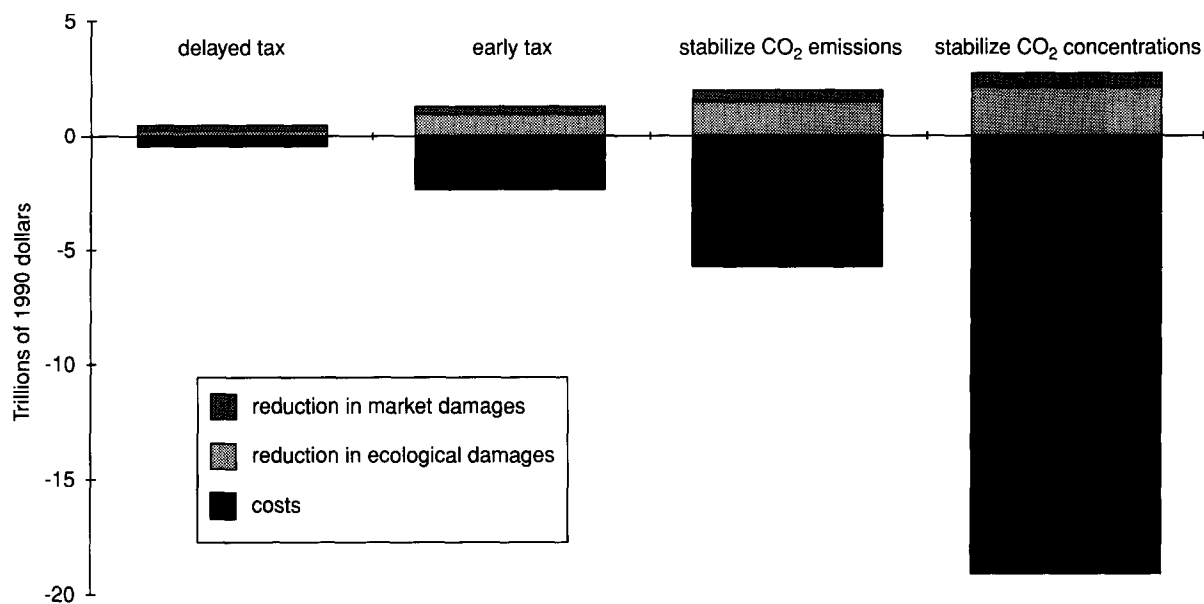 5
delayed tax
early tax
stabilize CO₂ emissions
stabilize CO₂ concentrations
0
-5
-10
-15
-20
Trillions of 1990 dollars
reduction in market damages
reduction in ecological damages
costs